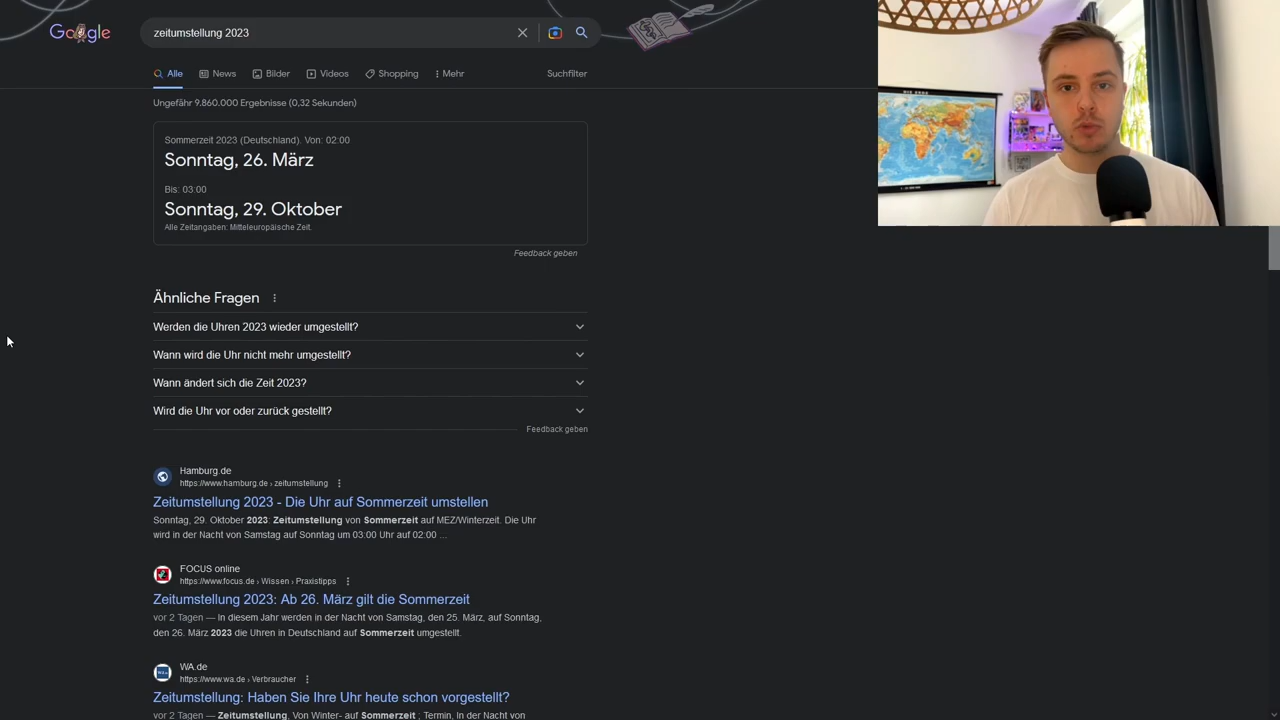 Google
zeitumstellung 2023
Alle
News
Bilder
Videos
Shopping
Mehr
Suchfilter
Ungefähr 9.860.000 Ergebnisse (0,32 Sekunden)
Sommerzeit 2023 (Deutschland). Von: 02:00
Sonntag, 26. März
Bis: 03:00
Sonntag, 29. Oktober
Alle Zeitangaben: Mitteleuropäische Zeit.
Feedback geben
Ähnliche Fragen
Werden die Uhren 2023 wieder umgestellt?
Wann wird die Uhr nicht mehr umgestellt?
Wann ändert sich die Zeit 2023?
Wird die Uhr vor oder zurück gestellt?
Feedback geben
Hamburg.de
https://www.hamburg.de › zeitumstellung
Zeitumstellung 2023 - Die Uhr auf Sommerzeit umstellen
Sonntag, 29. Oktober 2023: Zeitumstellung von Sommerzeit auf MEZ/Winterzeit. Die Uhr
wird in der Nacht von Samstag auf Sonntag um 03:00 Uhr auf 02:00 ...
FOCUS online
https://www.focus.de › Wissen › Praxistipps
Zeitumstellung 2023: Ab 26. März gilt die Sommerzeit
vor 2 Tagen — In diesem Jahr werden in der Nacht von Samstag, den 25. März, auf Sonntag,
den 26. März 2023 die Uhren in Deutschland auf Sommerzeit umgestellt.
WA.de
https://www.wa.de › Verbraucher
Zeitumstellung: Haben Sie Ihre Uhr heute schon vorgestellt?
vor 2 Tagen — Zeitumstellung, Von Winter- auf Sommerzeit ; Termin, In der Nacht von